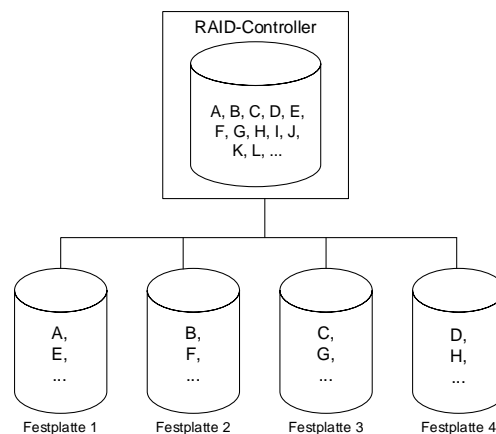 RAID-Controller
A, B, C, D, E,
F, G, H, I, J,
K, L, ...
A,
E,
...
B,
F,
...
C,
G,
...
D,
H,
...
Festplatte 1
Festplatte 2
Festplatte 3
Festplatte 4